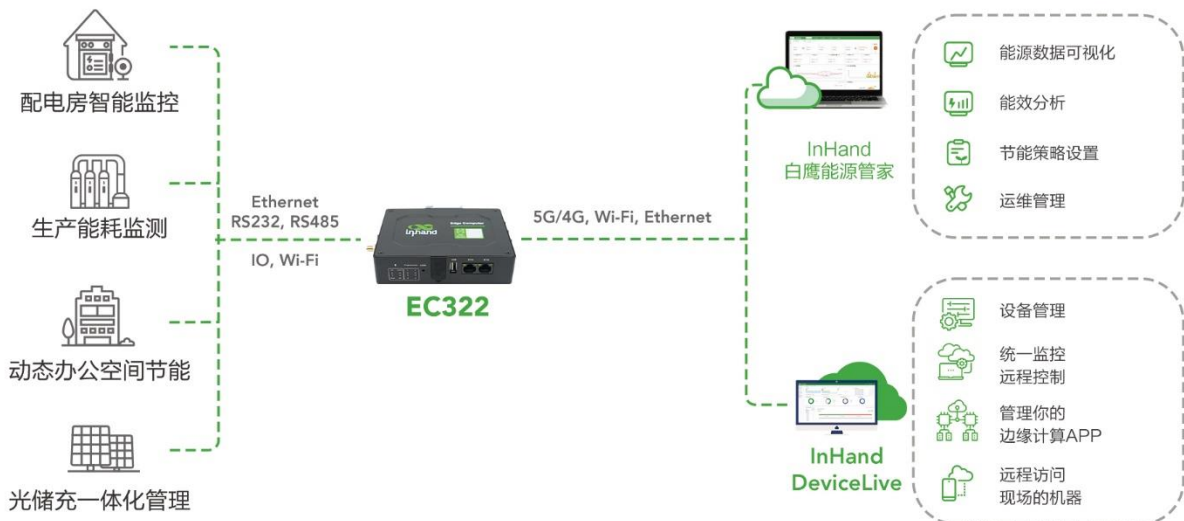 配电房智能监控
生产能耗监测
动态办公空间节能
光储充一体化管理
Ethernet
RS232, RS485
IO, Wi-Fi
inhand
Edge Computer
EC322
5G/4G, Wi-Fi, Ethernet
InHand
白鹰能源管家
InHand
DeviceLive
能源数据可视化
能效分析
节能策略设置
运维管理
设备管理
统一监控
远程控制
管理你的
边缘计算APP
远程访问
现场的机器